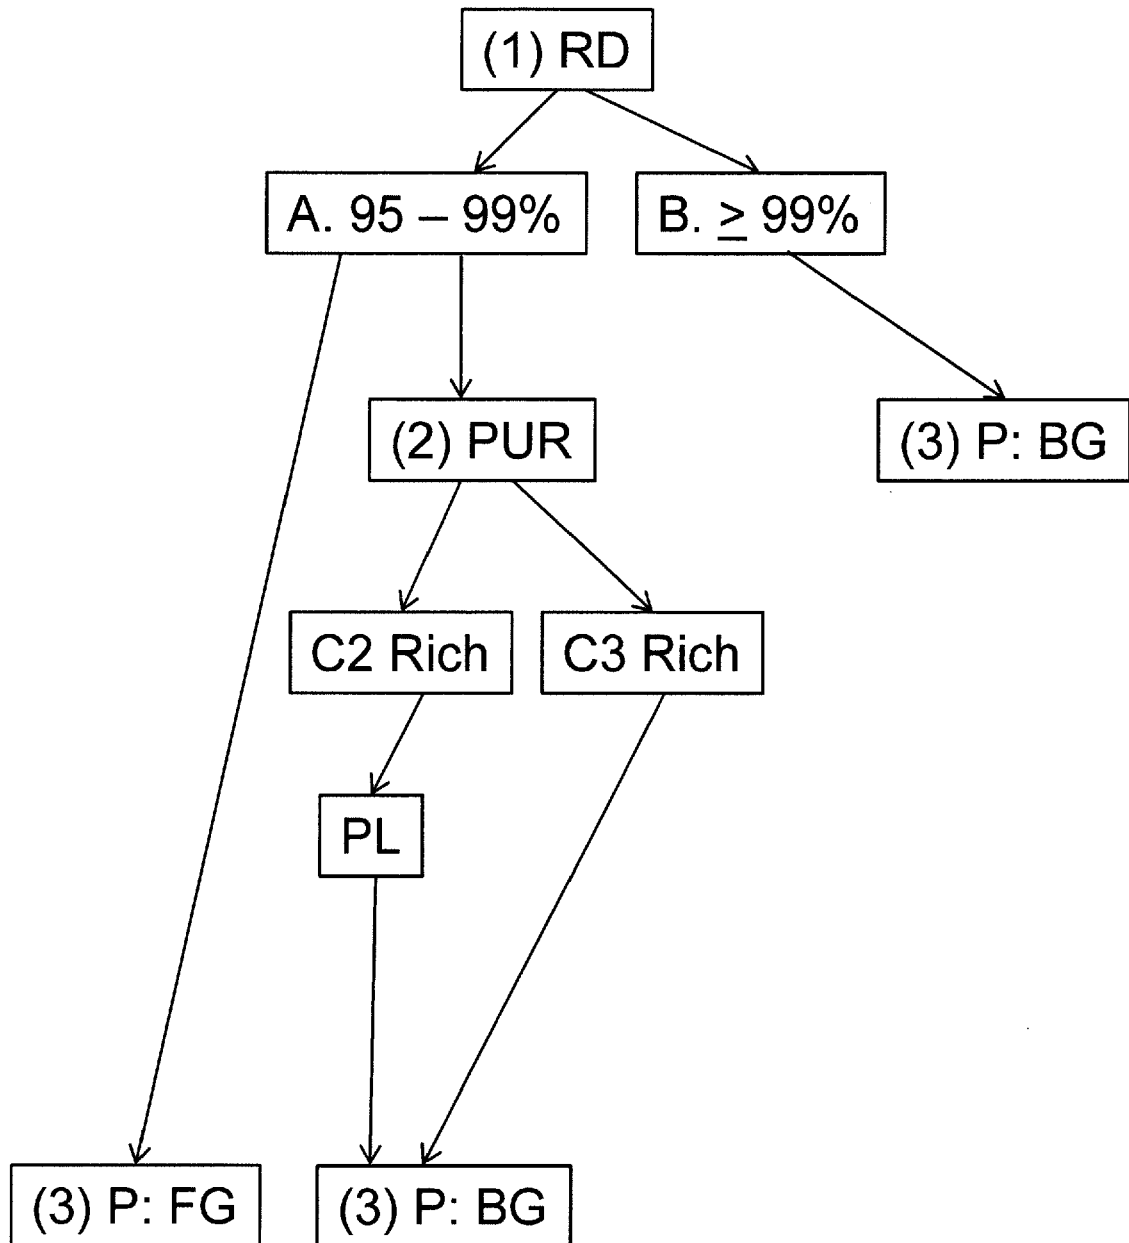 (1) RD
A. 95 – 99%
B. ≥ 99%
(2) PUR
(3) P: BG
C2 Rich
C3 Rich
PL
(3) P: FG
(3) P: BG